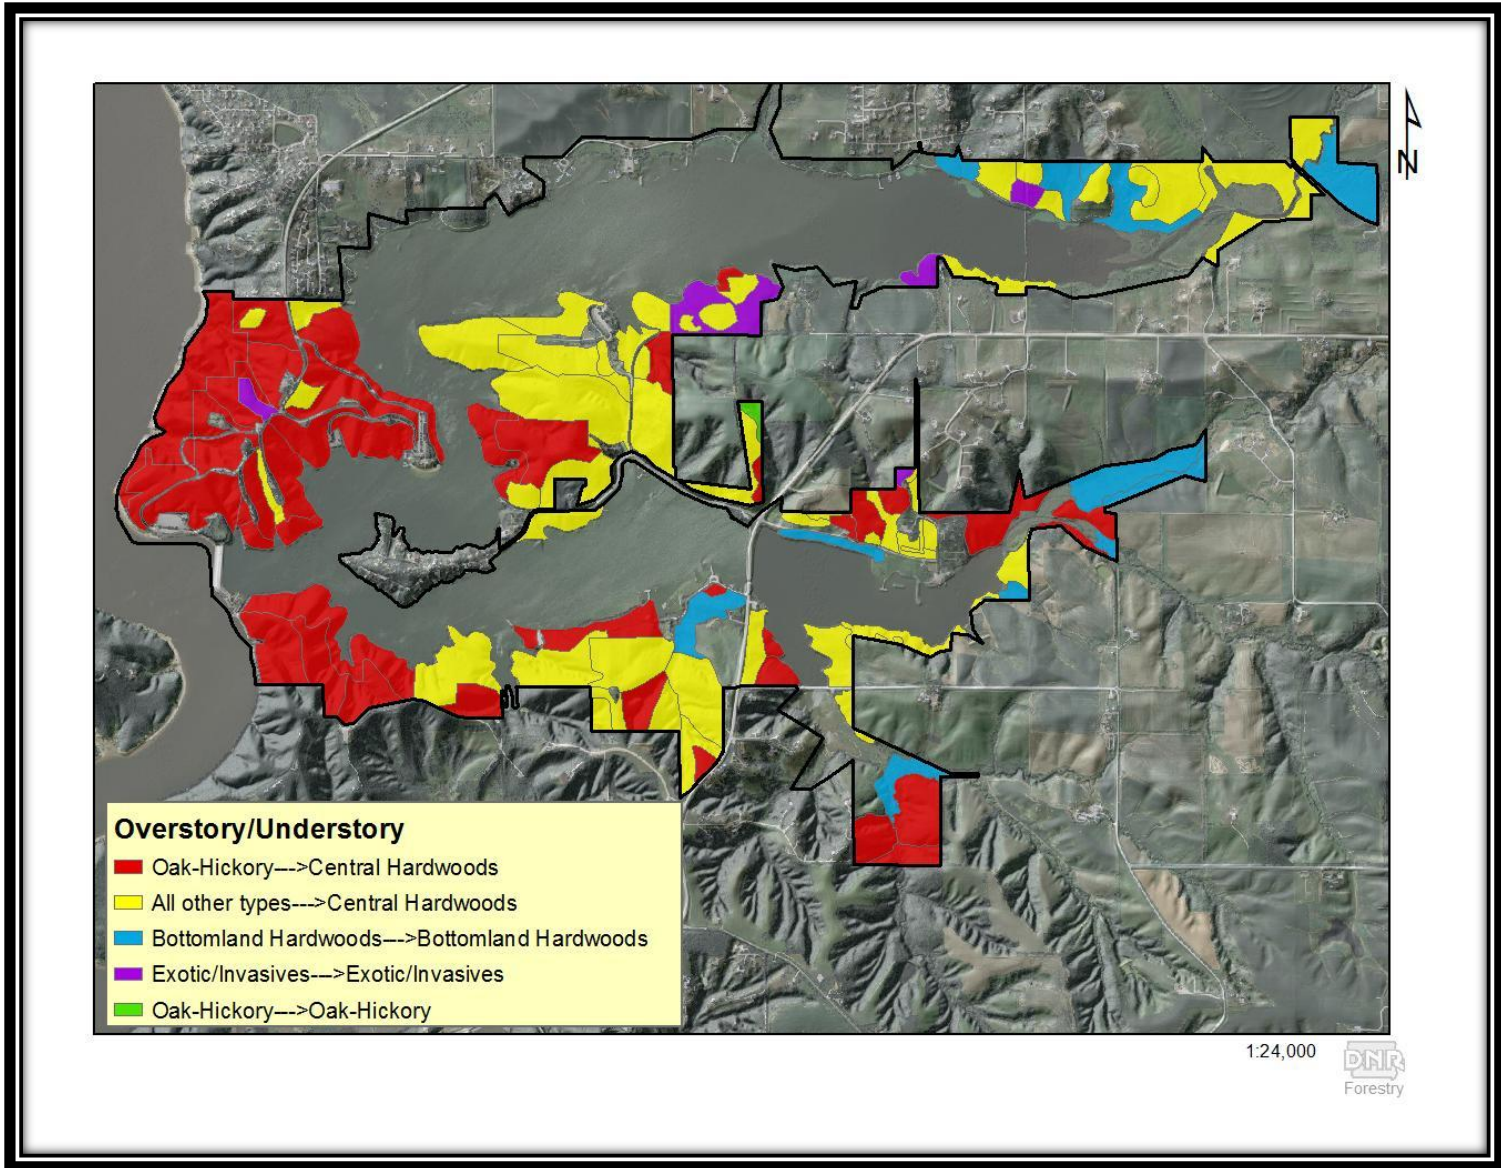 N
Overstory/Understory
Oak-Hickory--->Central Hardwoods
All other types--->Central Hardwoods
Bottomland Hardwoods--->Bottomland Hardwoods
Exotic/Invasives--->Exotic/Invasives
Oak-Hickory--->Oak-Hickory
1:24,000
DNR
Forestry